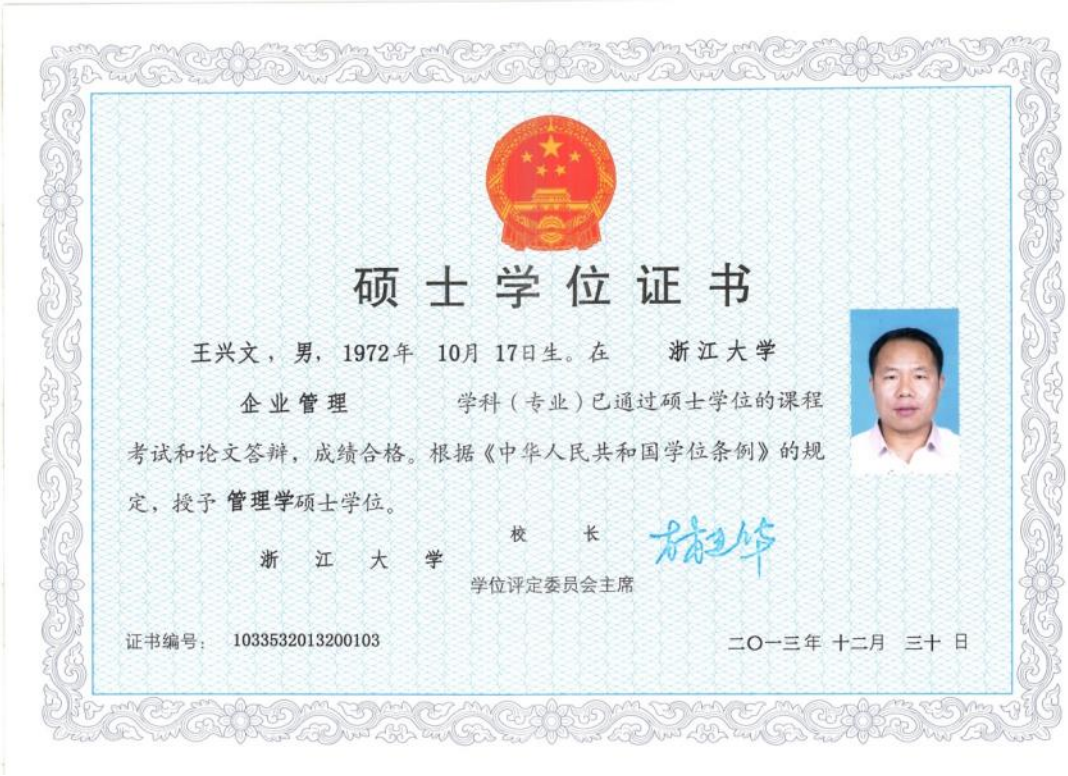 硕士学位证书
王兴文，男，1972年 10月 17日生。在 浙江大学
企业管理 学科（专业）已通过硕士学位的课程
考试和论文答辩，成绩合格。根据《中华人民共和国学位条例》的规
定，授予 管理学硕士学位。
浙江大学
校长
学位评定委员会主席
证书编号： 1033532013200103
二〇一三年 十二月 三十 日